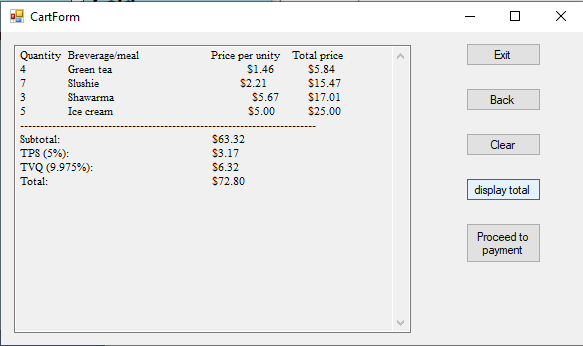 CartForm
Quantity Breverage/meal Price per unity Total price
4 Green tea $1.46 $5.84
7 Slushie $2.21 $15.47
3 Shawarma $5.67 $17.01
5 Ice cream $5.00 $25.00
--------------------------------------------------------------------------
Subtotal: $63.32
TPS (5%): $3.17
TVQ (9.975%): $6.32
Total: $72.80
Exit
Back
Clear
display total
Proceed to
payment